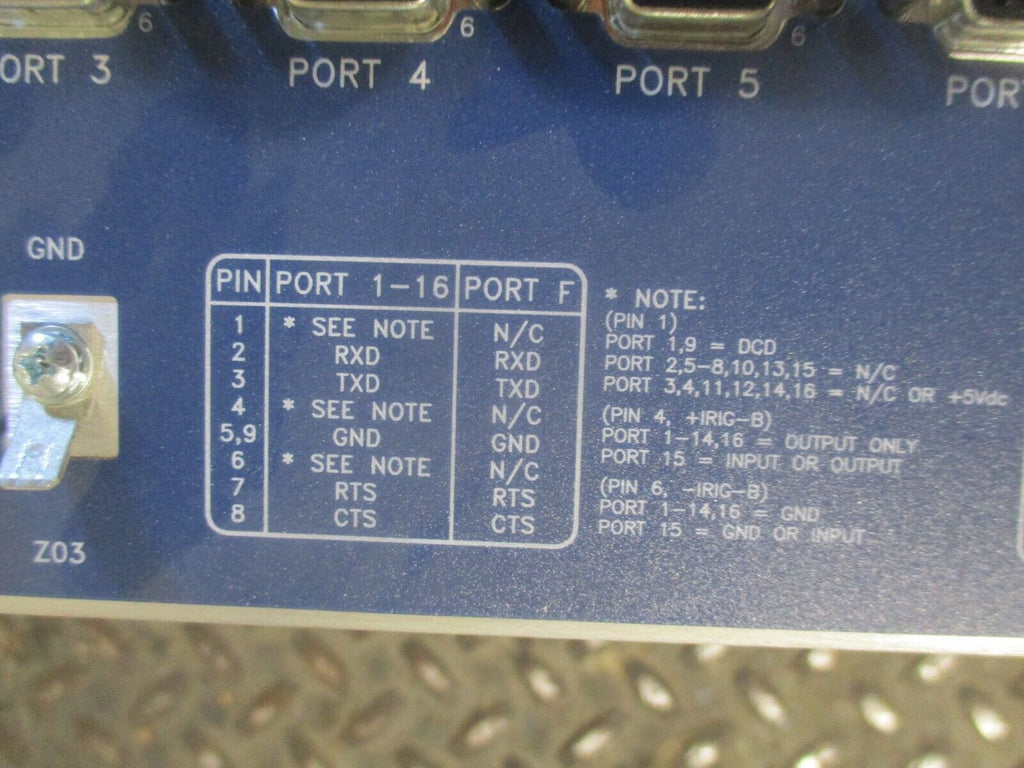 6 6 6
ORT 3 PORT 4 PORT 5 POR
GND
PIN PORT 1-16 PORT F
1 * SEE NOTE N/C
2 RXD RXD
3 TXD TXD
4 * SEE NOTE N/C
5,9 GND GND
6 * SEE NOTE N/C
7 RTS RTS
8 CTS CTS
* NOTE:
(PIN 1)
PORT 1,9 = DCD
PORT 2,5-8,10,13,15 = N/C
PORT 3,4,11,12,14,16 = N/C OR +5Vdc
(PIN 4, +IRIG-B)
PORT 1-14,16 = OUTPUT ONLY
PORT 15 = INPUT OR OUTPUT
(PIN 6, -IRIG-B)
PORT 1-14,16 = GND
PORT 15 = GND OR INPUT
Z03